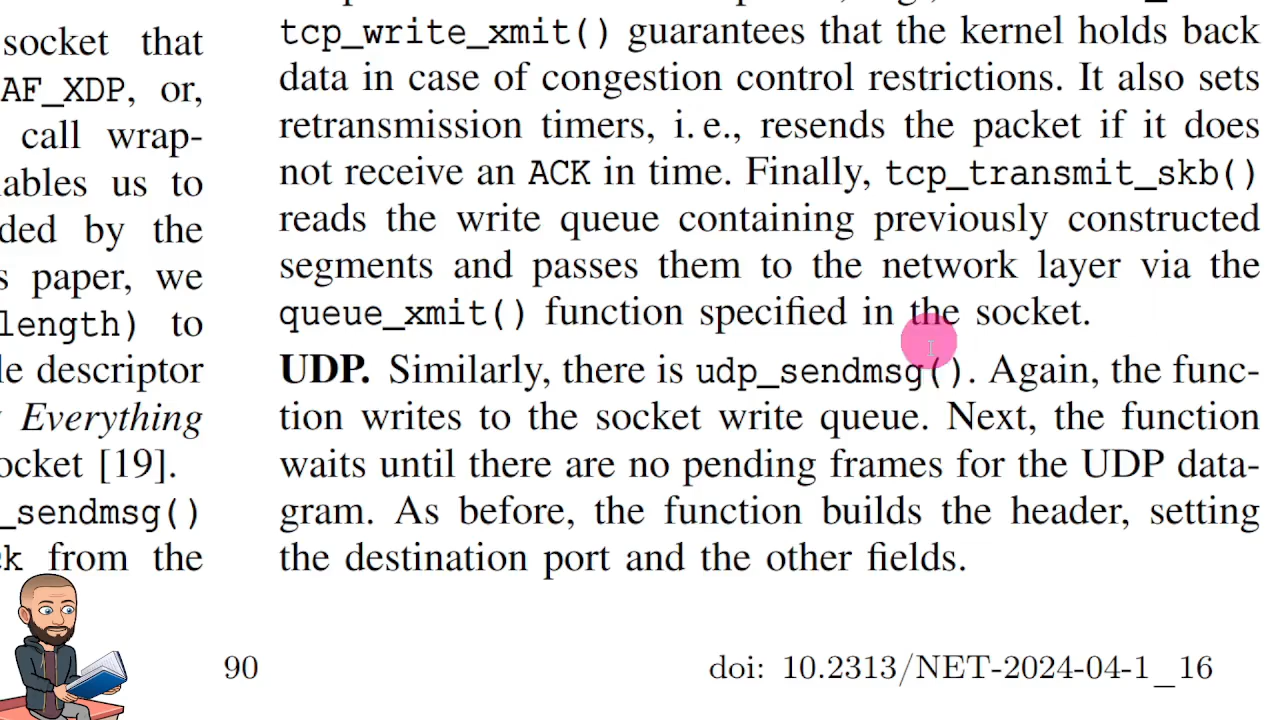 socket that
AF_XDP, or,
call wrap-
ables us to
ded by the
s paper, we
length) to
le descriptor
Everything
ocket [19].
_sendmsg()
from the
tcp_write_xmit() guarantees that the kernel holds back
data in case of congestion control restrictions. It also sets
retransmission timers, i. e., resends the packet if it does
not receive an ACK in time. Finally, tcp_transmit_skb()
reads the write queue containing previously constructed
segments and passes them to the network layer via the
queue_xmit() function specified in the socket.
UDP. Similarly, there is udp_sendmsg(). Again, the func-
tion writes to the socket write queue. Next, the function
waits until there are no pending frames for the UDP data-
gram. As before, the function builds the header, setting
the destination port and the other fields.
90
doi: 10.2313/NET-2024-04-1_16